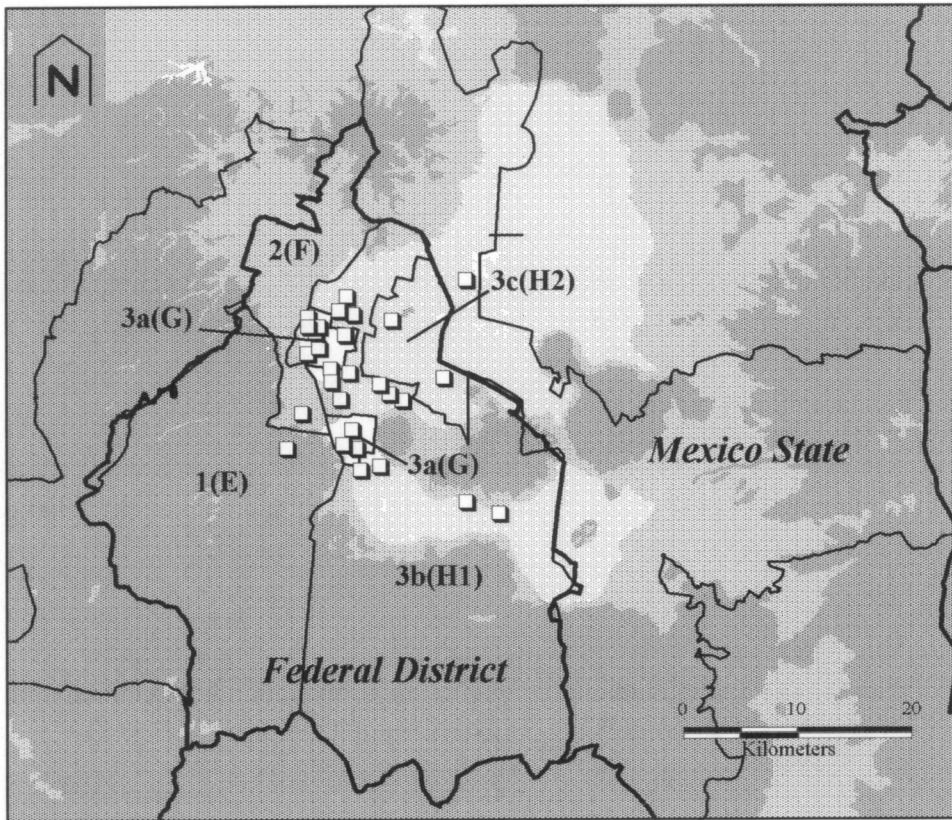 N
2(F)
3c(H2)
3a(G)
Mexico State
3a(G)
1(E)
3b(H1)
Federal District
0 10 20
Kilometers